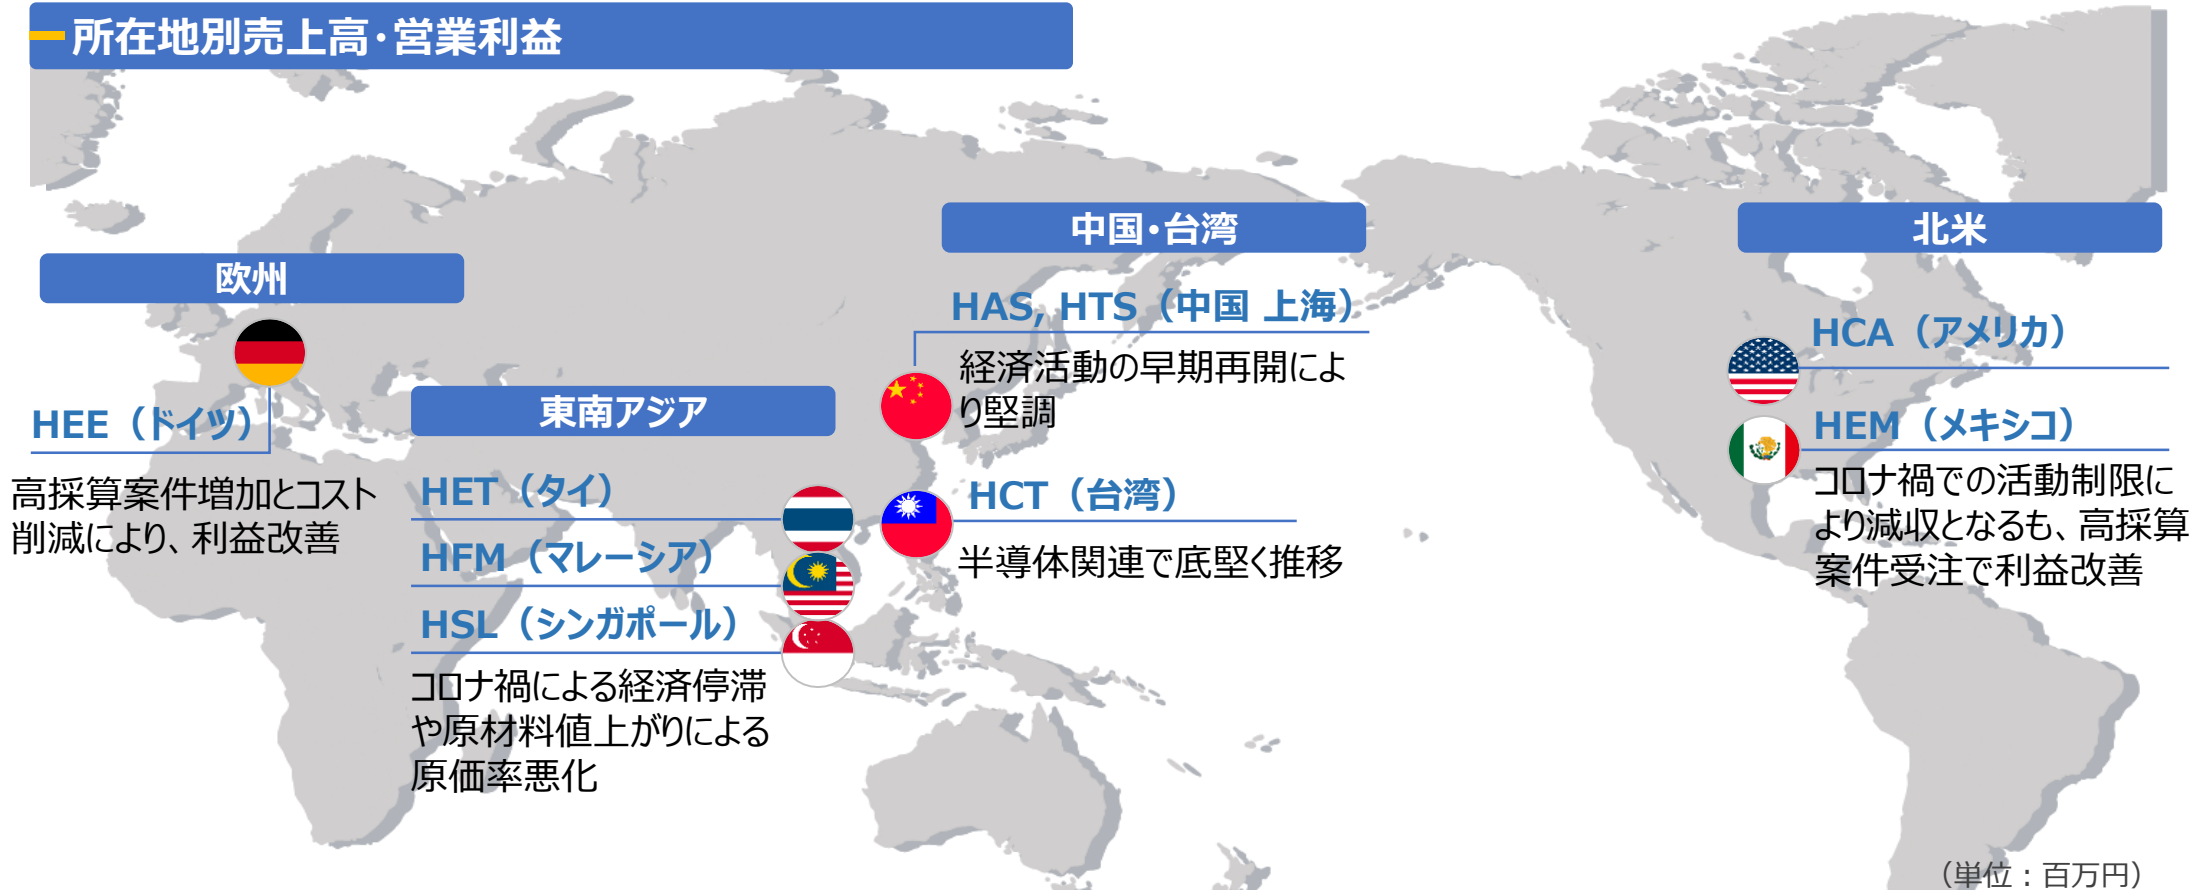 所在地別売上高・営業利益
欧州
HEE（ドイツ）
高採算案件増加とコスト
削減により、利益改善
東南アジア
HET（タイ）
HFM（マレーシア）
HSL（シンガポール）
コロナ禍による経済停滞
や原材料値上がりによる
原価率悪化
中国・台湾
HAS, HTS（中国 上海）
経済活動の早期再開によ
り堅調
HCT（台湾）
半導体関連で底堅く推移
北米
HCA（アメリカ）
HEM（メキシコ）
コロナ禍での活動制限に
より減収となるも、高採算
案件受注で利益改善
（単位：百万円）